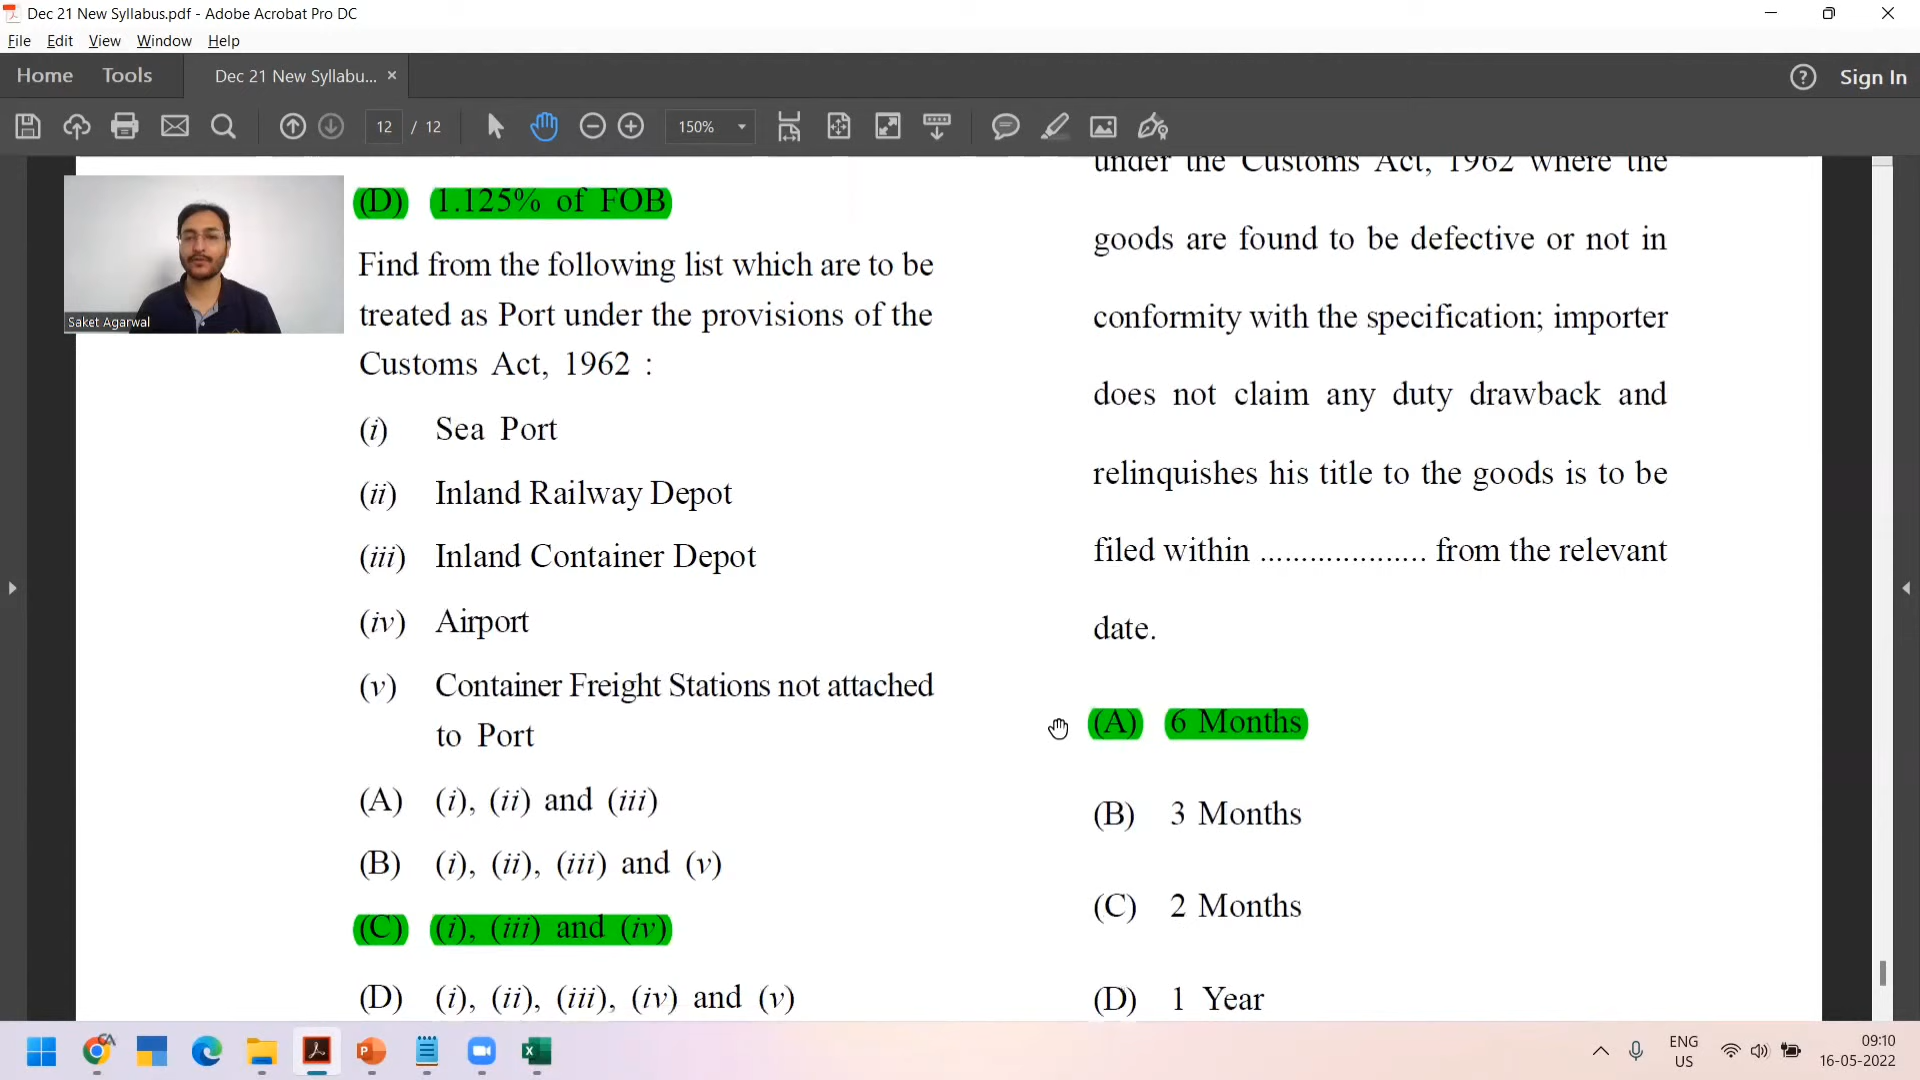 Dec 21 New Syllabus.pdf - Adobe Acrobat Pro DC
File Edit View Window Help
Home Tools Dec 21 New Syllabu... × ? Sign In
12 / 12 150%
Saket Agarwal
(D) 1.125% of FOB
Find from the following list which are to be
treated as Port under the provisions of the
Customs Act, 1962 :
(i) Sea Port
(ii) Inland Railway Depot
(iii) Inland Container Depot
(iv) Airport
(v) Container Freight Stations not attached
to Port
(A) (i), (ii) and (iii)
(B) (i), (ii), (iii) and (v)
(C) (i), (iii) and (iv)
(D) (i), (ii), (iii), (iv) and (v)
under the Customs Act, 1962 where the
goods are found to be defective or not in
conformity with the specification; importer
does not claim any duty drawback and
relinquishes his title to the goods is to be
filed within ..................... from the relevant
date.
(A) 6 Months
(B) 3 Months
(C) 2 Months
(D) 1 Year
ENG
US
09:10
16-05-2022